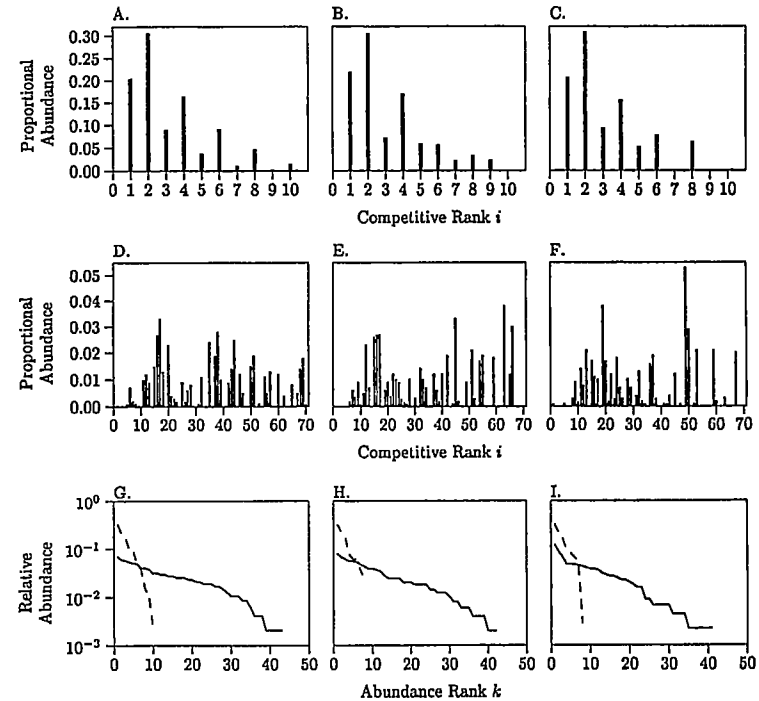 A. B. C.
Proportional
Abundance
0.30
0.25
0.20
0.15
0.10
0.05
0.00
0 1 2 3 4 5 6 7 8 9 10 0 1 2 3 4 5 6 7 8 9 10 0 1 2 3 4 5 6 7 8 9 10
Competitive Rank i
D. E. F.
Proportional
Abundance
0.05
0.04
0.03
0.02
0.01
0.00
0 10 20 30 40 50 60 70 0 10 20 30 40 50 60 70 0 10 20 30 40 50 60 70
Competitive Rank i
G. H. I.
Relative
Abundance
10⁰
10⁻¹
10⁻²
10⁻³
0 10 20 30 40 50 0 10 20 30 40 50 0 10 20 30 40 50
Abundance Rank k